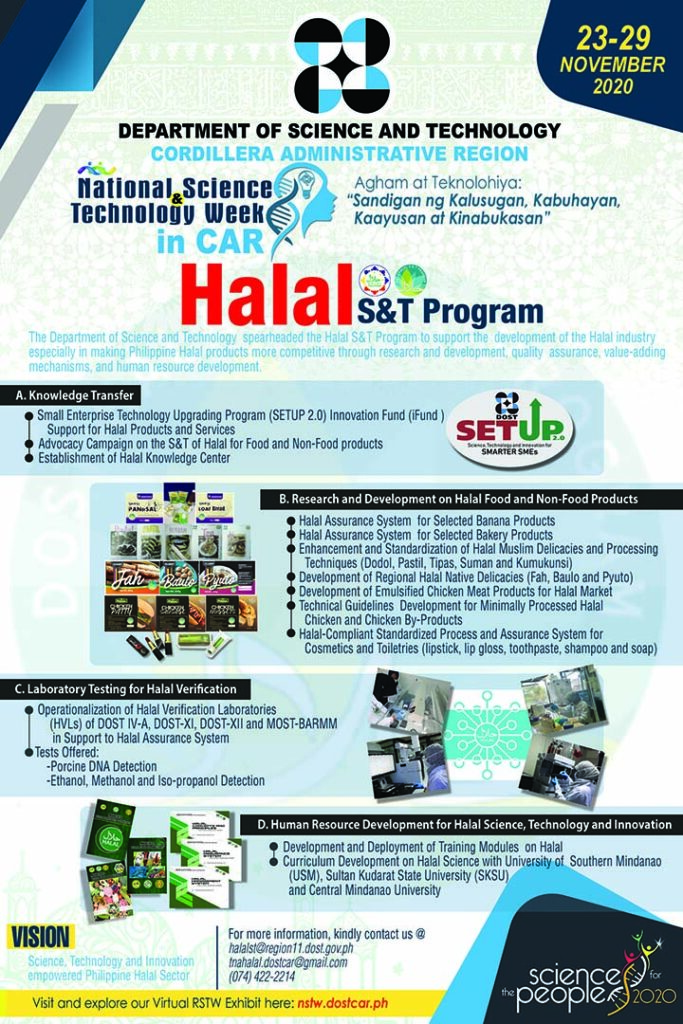 23-29
NOVEMBER
2020
DEPARTMENT OF SCIENCE AND TECHNOLOGY
CORDILLERA ADMINISTRATIVE REGION
National Science
& Technology Week
in CAR
Agham at Teknolohiya:
"Sandigan ng Kalusugan, Kabuhayan,
Kaayusan at Kinabukasan"
Halal S&T Program
The Department of Science and Technology spearheaded the Halal S&T Program to support the development of the Halal industry
especially in making Philippine Halal products more competitive through research and development, quality assurance, value-adding
mechanisms, and human resource development.
A. Knowledge Transfer
Small Enterprise Technology Upgrading Program (SETUP 2.0) Innovation Fund (iFund )
Support for Halal Products and Services
Advocacy Campaign on the S&T of Halal for Food and Non-Food products
Establishment of Halal Knowledge Center
DOST
SETUP 2.0
Science, Technology and Innovation for
SMARTER SMEs
B. Research and Development on Halal Food and Non-Food Products
Halal Assurance System for Selected Banana Products
Halal Assurance System for Selected Bakery Products
Enhancement and Standardization of Halal Muslim Delicacies and Processing
Techniques (Dodol, Pastil, Tipas, Suman and Kumukunsi)
Development of Regional Halal Native Delicacies (Fah, Baulo and Pyuto)
Development of Emulsified Chicken Meat Products for Halal Market
Technical Guidelines Development for Minimally Processed Halal
Chicken and Chicken By-Products
Halal-Compliant Standardized Process and Assurance System for
Cosmetics and Toiletries (lipstick, lip gloss, toothpaste, shampoo and soap)
PANdeSAL
LOAF BREAD
Fah
Baulo
Pyuto
CHICKEN PATTY
CHICKEN
CHICKEN
C. Laboratory Testing for Halal Verification
Operationalization of Halal Verification Laboratories
(HVLs) of DOST IV-A, DOST-XI, DOST-XII and MOST-BARMM
in Support to Halal Assurance System
Tests Offered:
-Porcine DNA Detection
-Ethanol, Methanol and Iso-propanol Detection
D. Human Resource Development for Halal Science, Technology and Innovation
Development and Deployment of Training Modules on Halal
Curriculum Development on Halal Science with University of Southern Mindanao
(USM), Sultan Kudarat State University (SKSU)
and Central Mindanao University
HALAL
VISION
Science, Technology and Innovation
empowered Philippine Halal Sector
For more information, kindly contact us @
halalst@region11.dost.gov.ph
tnahalal.dostcar@gmail.com
(074) 422-2214
Visit and explore our Virtual RSTW Exhibit here: nstw.dostcar.ph
science for
the people 2020